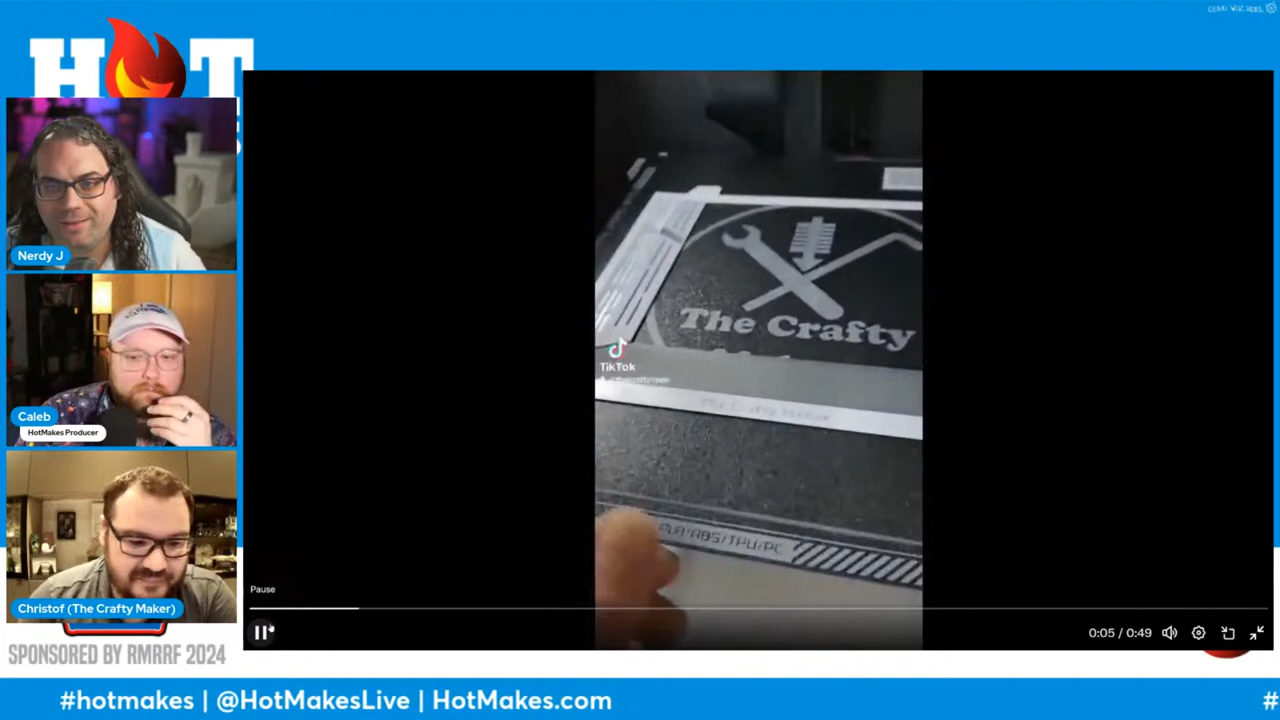 HOT
Nerdy J
Caleb
HotMakes Producer
Christof (The Crafty Maker)
The Crafty
TikTok
PLA/ABS/TPU/PC
Pause
0:05 / 0:49
SPONSORED BY RMRRF 2024
#hotmakes | @HotMakesLive | HotMakes.com
#